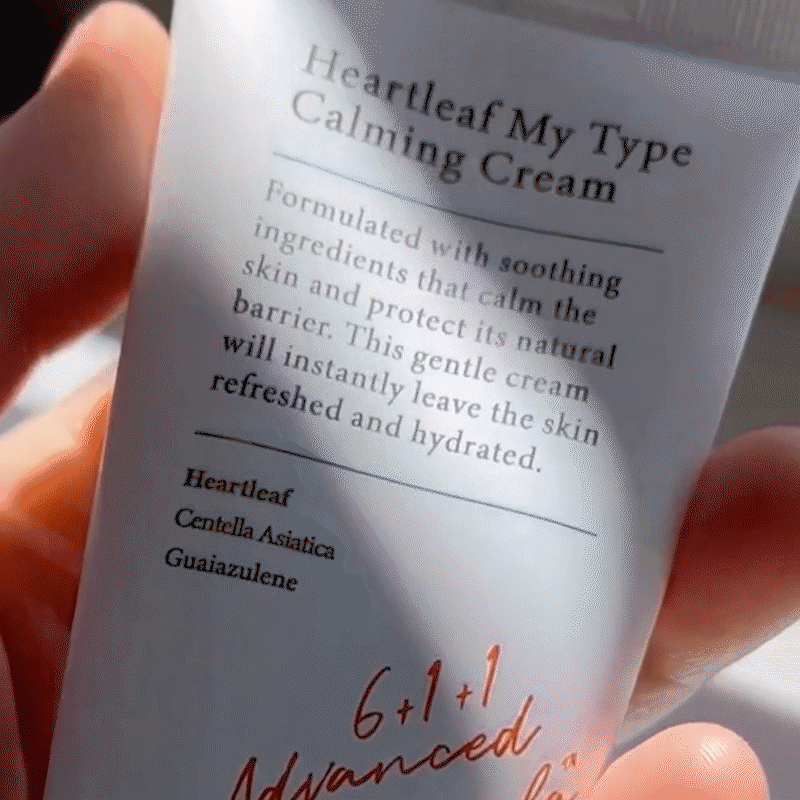 Heartleaf My Type
Calming Cream
Formulated with soothing
ingredients that calm the
skin and protect its natural
barrier. This gentle cream
will instantly leave the skin
refreshed and hydrated.
Heartleaf
Centella Asiatica
Guaiazulene
6+1+1
Advanced